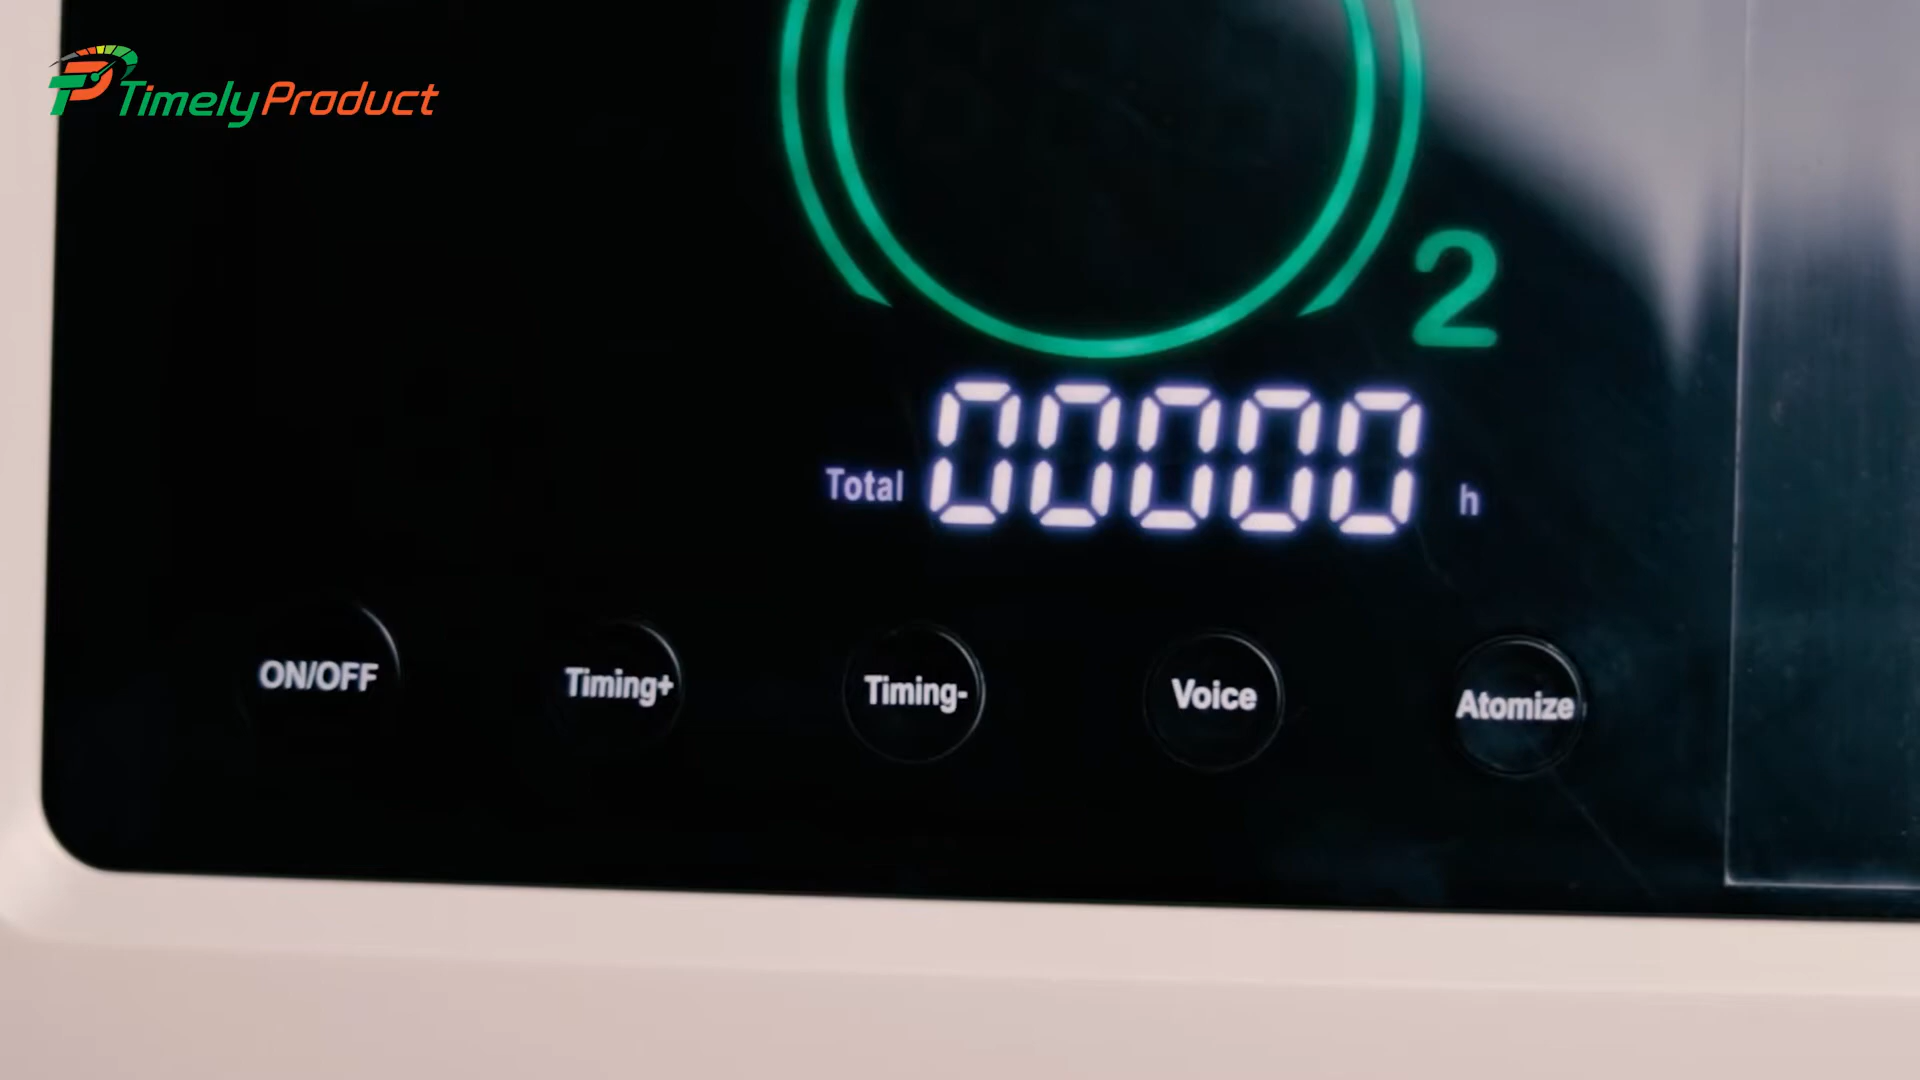 TimelyProduct
2
Total 00000 h
ON/OFF Timing+ Timing- Voice Atomize